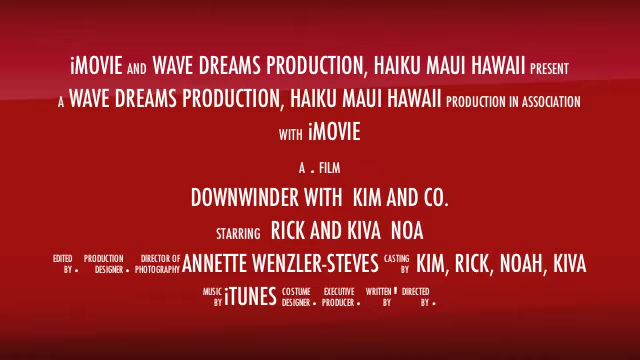 iMOVIE AND WAVE DREAMS PRODUCTION, HAIKU MAUI HAWAII PRESENT
A WAVE DREAMS PRODUCTION, HAIKU MAUI HAWAII PRODUCTION IN ASSOCIATION
WITH iMOVIE
A . FILM
DOWNWINDER WITH KIM AND CO.
STARRING RICK AND KIVA NOA
EDITED BY . PRODUCTION DESIGNER . DIRECTOR OF PHOTOGRAPHY ANNETTE WENZLER-STEVES CASTING BY KIM, RICK, NOAH, KIVA
MUSIC BY iTUNES COSTUME DESIGNER . EXECUTIVE PRODUCER . WRITTEN BY ' DIRECTED BY .